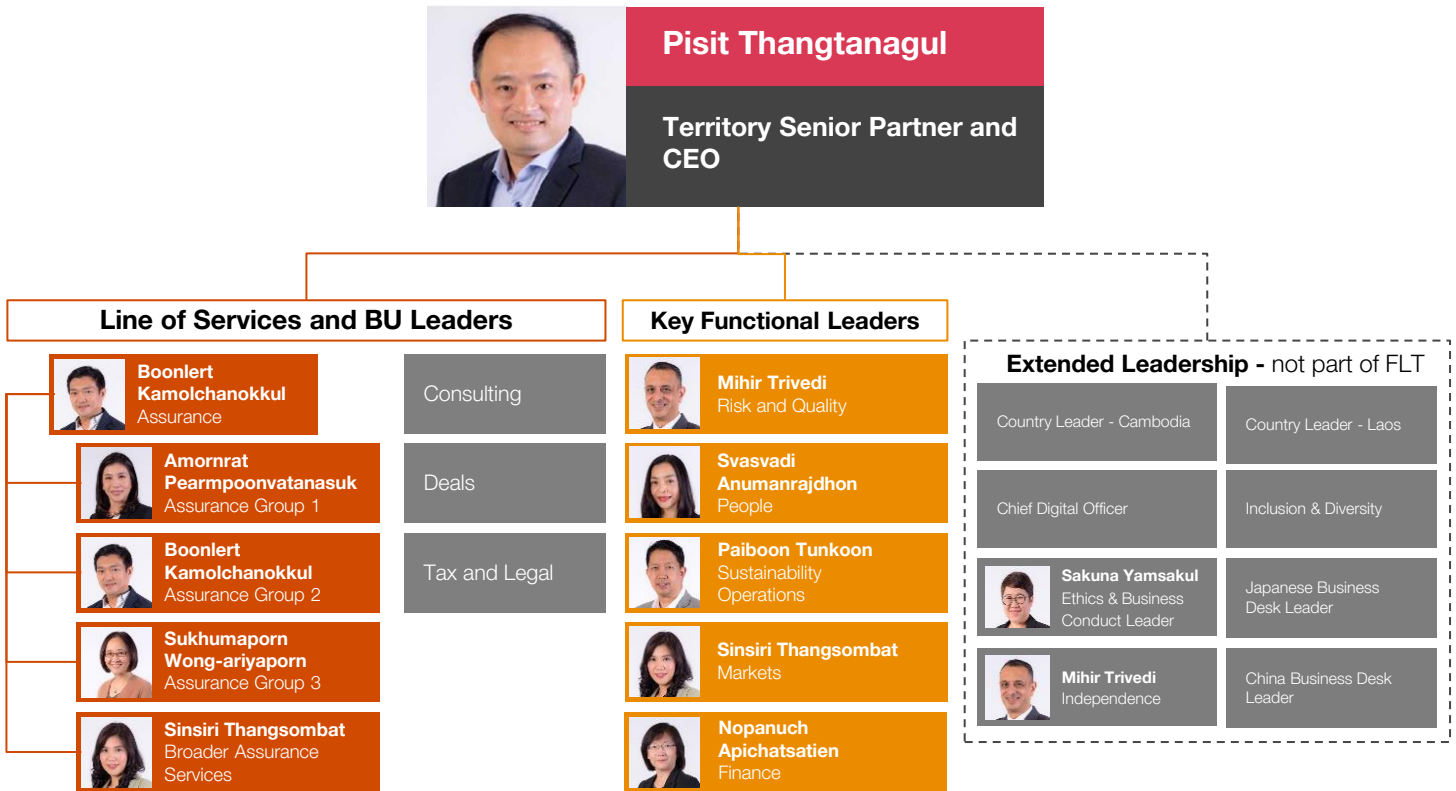 Pisit Thangtanagul
Territory Senior Partner and
CEO
Line of Services and BU Leaders
Boonlert
Kamolchanokkul
Assurance
Amornrat
Pearmpoonvatanasuk
Assurance Group 1
Boonlert
Kamolchanokkul
Assurance Group 2
Sukhumaporn
Wong-ariyaporn
Assurance Group 3
Sinsiri Thangsombat
Broader Assurance
Services
Consulting
Deals
Tax and Legal
Key Functional Leaders
Mihir Trivedi
Risk and Quality
Svasvadi
Anumanrajdhon
People
Paiboon Tunkoon
Sustainability
Operations
Sinsiri Thangsombat
Markets
Nopanuch
Apichatsatien
Finance
Extended Leadership - not part of FLT
Country Leader - Cambodia
Country Leader - Laos
Chief Digital Officer
Inclusion & Diversity
Sakuna Yamsakul
Ethics & Business
Conduct Leader
Japanese Business
Desk Leader
Mihir Trivedi
Independence
China Business Desk
Leader